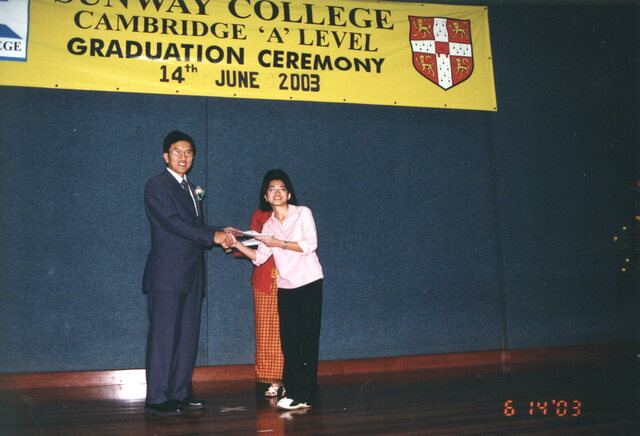 SUNWAY COLLEGE
CAMBRIDGE 'A' LEVEL
GRADUATION CEREMONY
14th JUNE 2003
EGE
6 14 '03